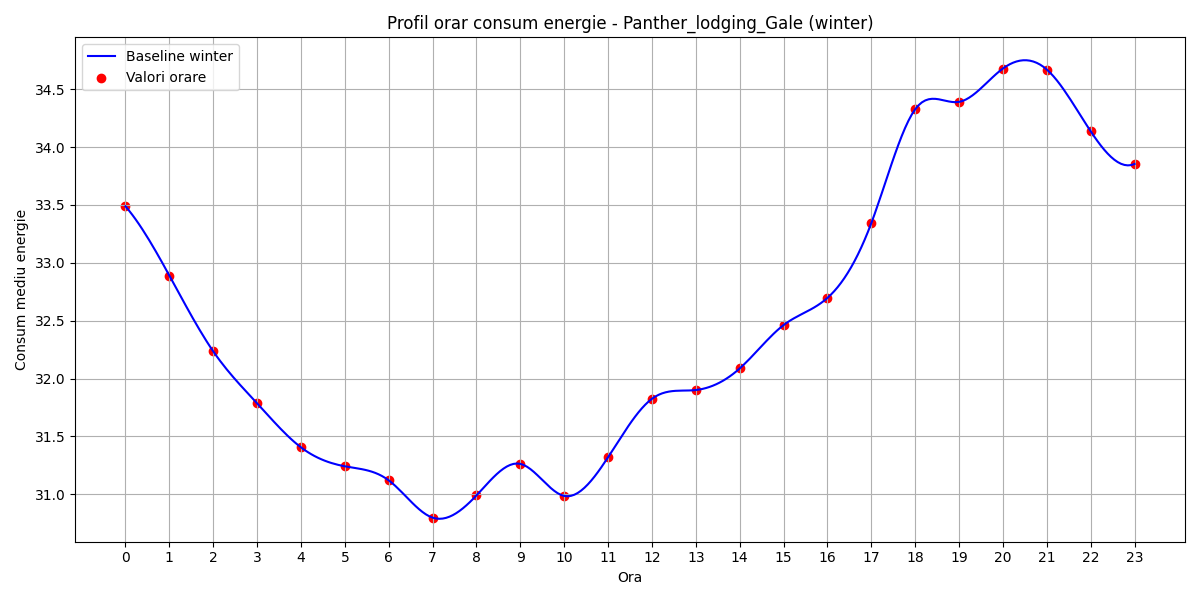 Profil orar consum energie - Panther_lodging_Gale (winter)
Baseline winter
Valori orare
Consum mediu energie
34.5
34.0
33.5
33.0
32.5
32.0
31.5
31.0
0 1 2 3 4 5 6 7 8 9 10 11 12 13 14 15 16 17 18 19 20 21 22 23
Ora